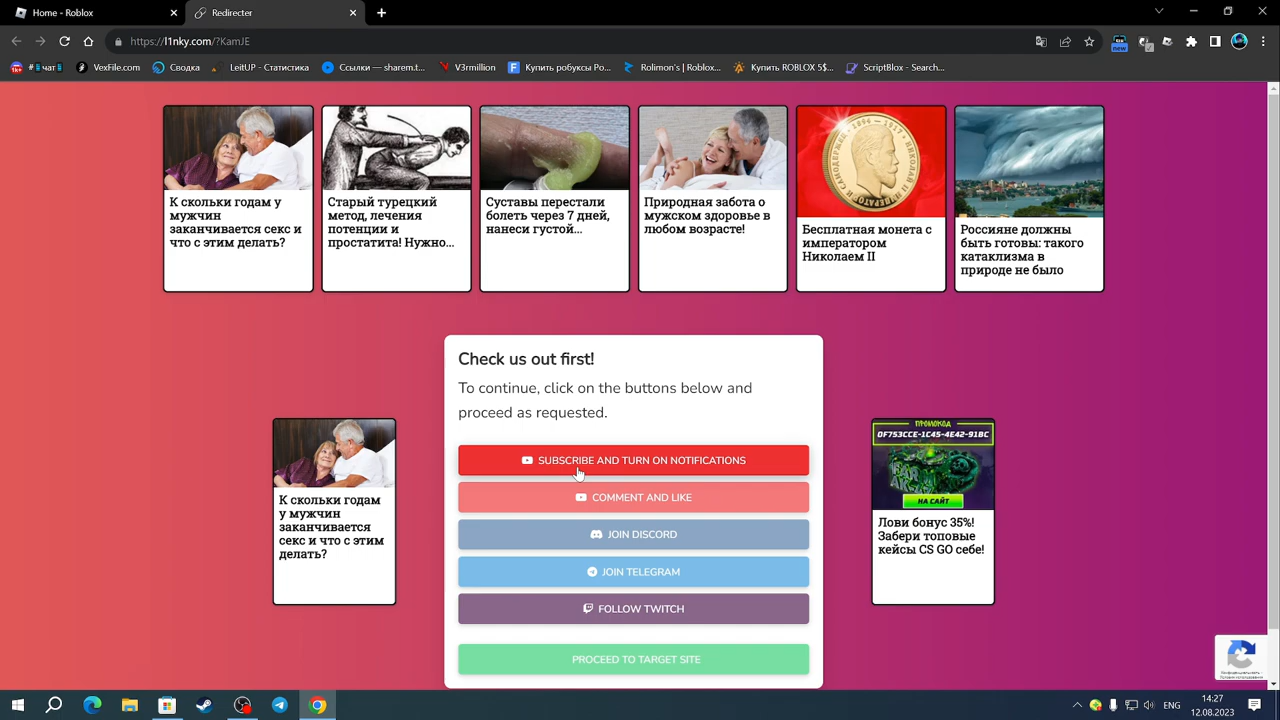 Home - Roblox
Redirecter
https://l1nky.com/?KamJE
new
VexFile.com
Сводка
LeitUP - Статистика
Ссылки — sharem.t...
V3rmillion
Купить робуксы Ро...
Rolimon's | Roblox...
Купить ROBLOX 5$...
ScriptBlox - Search...
К скольки годам у
мужчин
заканчивается секс и
что с этим делать?
Старый турецкий
метод, лечения
потенции и
простатита! Нужно...
Суставы перестали
болеть через 7 дней,
нанеси густой...
Природная забота о
мужском здоровье в
любом возрасте!
Бесплатная монета с
императором
Николаем II
Россияне должны
быть готовы: такого
катаклизма в
природе не было
Check us out first!
To continue, click on the buttons below and
proceed as requested.
SUBSCRIBE AND TURN ON NOTIFICATIONS
COMMENT AND LIKE
JOIN DISCORD
JOIN TELEGRAM
FOLLOW TWITCH
PROCEED TO TARGET SITE
К скольки годам
у мужчин
заканчивается
секс и что с этим
делать?
ПРОМОКОД
0F753CCE-1C45-4E42-91BC
НА САЙТ
Лови бонус 35%!
Забери топовые
кейсы CS GO себе!
ENG
14:27
12.08.2023